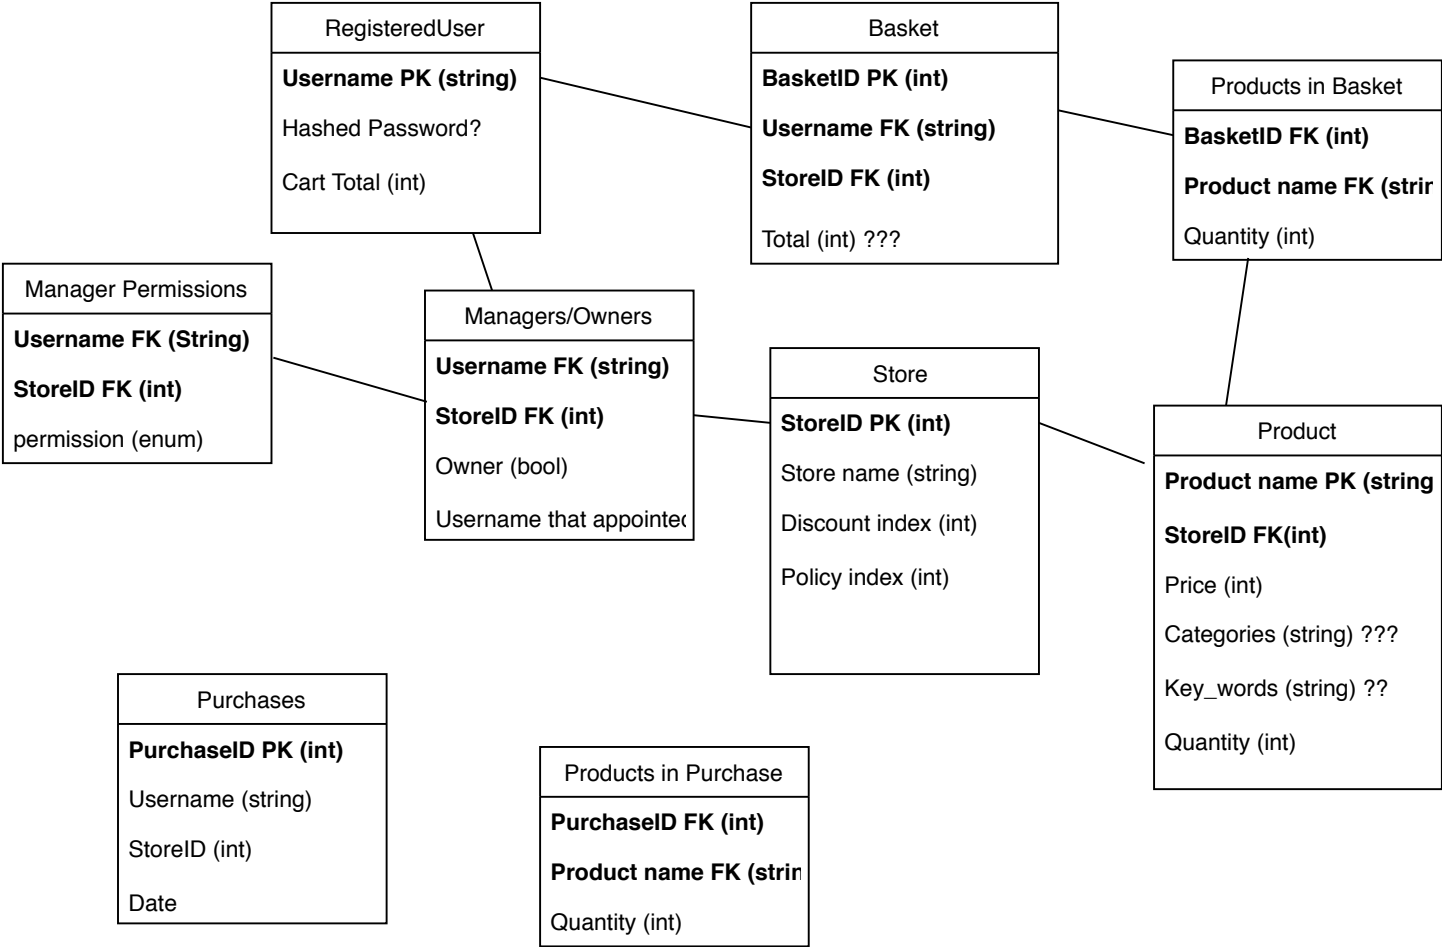 RegisteredUser
Username PK (string)
Hashed Password?
Cart Total (int)
Basket
BasketID PK (int)
Username FK (string)
StoreID FK (int)
Total (int) ???
Products in Basket
BasketID FK (int)
Product name FK (strin
Quantity (int)
Manager Permissions
Username FK (String)
StoreID FK (int)
permission (enum)
Managers/Owners
Username FK (string)
StoreID FK (int)
Owner (bool)
Username that appointed
Store
StoreID PK (int)
Store name (string)
Discount index (int)
Policy index (int)
Product
Product name PK (string
StoreID FK(int)
Price (int)
Categories (string) ???
Key_words (string) ??
Quantity (int)
Purchases
PurchaseID PK (int)
Username (string)
StoreID (int)
Date
Products in Purchase
PurchaseID FK (int)
Product name FK (strin
Quantity (int)